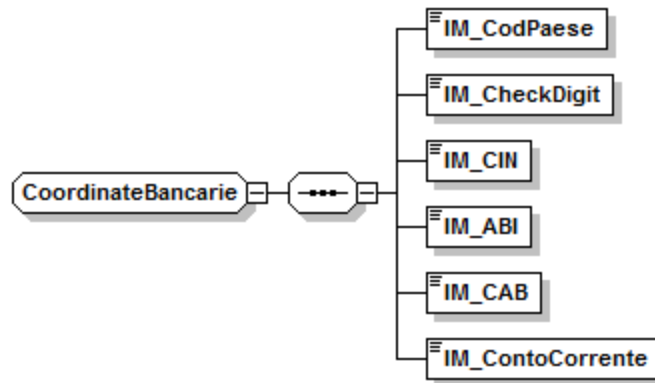 IM_CodPaese
IM_CheckDigit
IM_CIN
CoordinateBancarie
IM_ABI
IM_CAB
IM_ContoCorrente